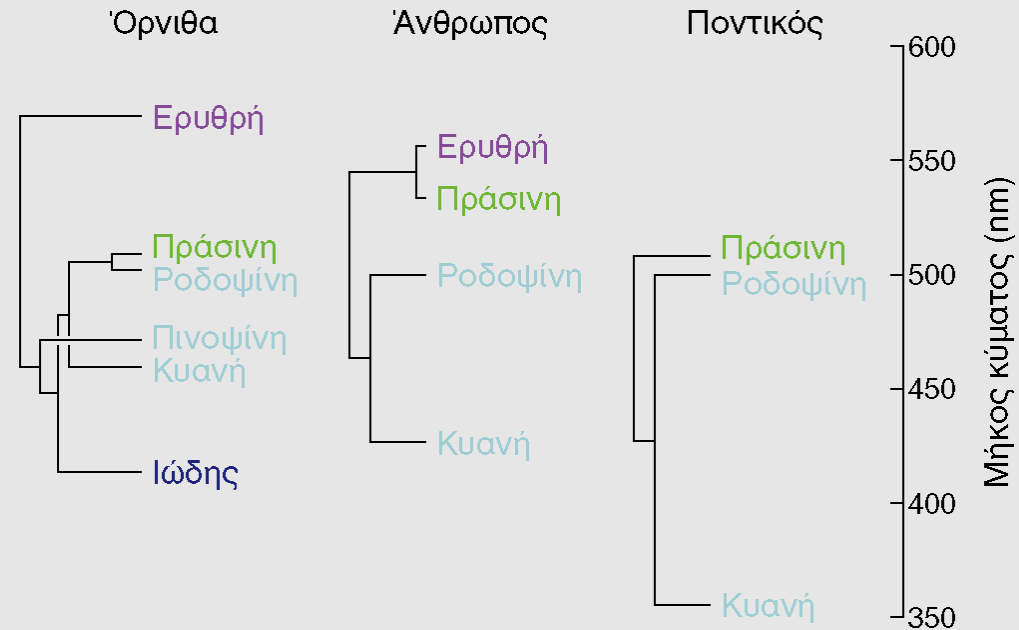 Όρνιθα
Ερυθρή
Πράσινη
Ροδοψίνη
Πινοψίνη
Κυανή
Ιώδης
Άνθρωπος
Ερυθρή
Πράσινη
Ροδοψίνη
Κυανή
Ποντικός
Πράσινη
Ροδοψίνη
Κυανή
600
550
500
450
400
350
Μήκος κύματος (nm)